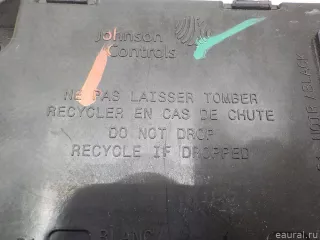 Johnson
Controls
NE PAS LAISSER TOMBER
RECYCLER EN CAS DE CHUTE
DO NOT DROP
RECYCLE IF DROPPED
BLANC
© eaural.ru